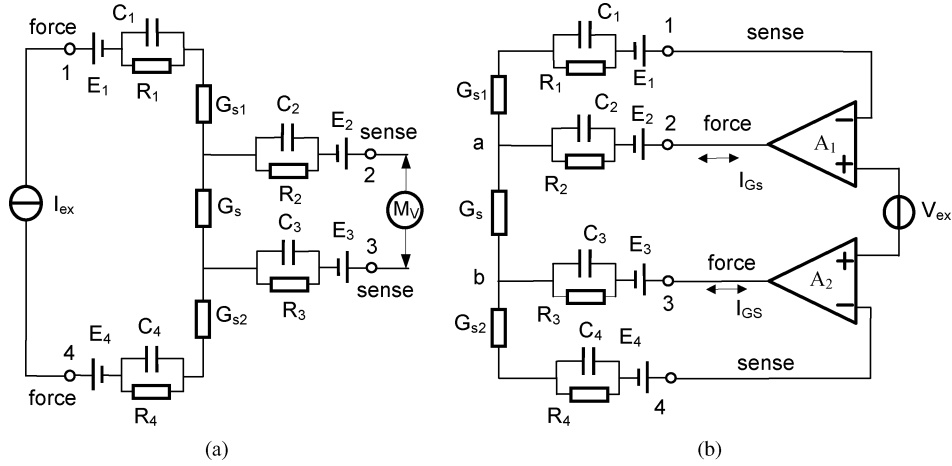 force
C1
1
E1
R1
Gs1
C2
E2
sense
R2
2
Iex
Gs
MV
C3
E3
3
R3
sense
Gs2
4
E4
C4
force
R4
(a)
C1
1
sense
E1
R1
Gs1
C2
E2
2
force
a
A1
R2
IGs
Gs
Vex
C3
E3
force
b
A2
R3
3
IGS
Gs2
C4
E4
sense
R4
4
(b)